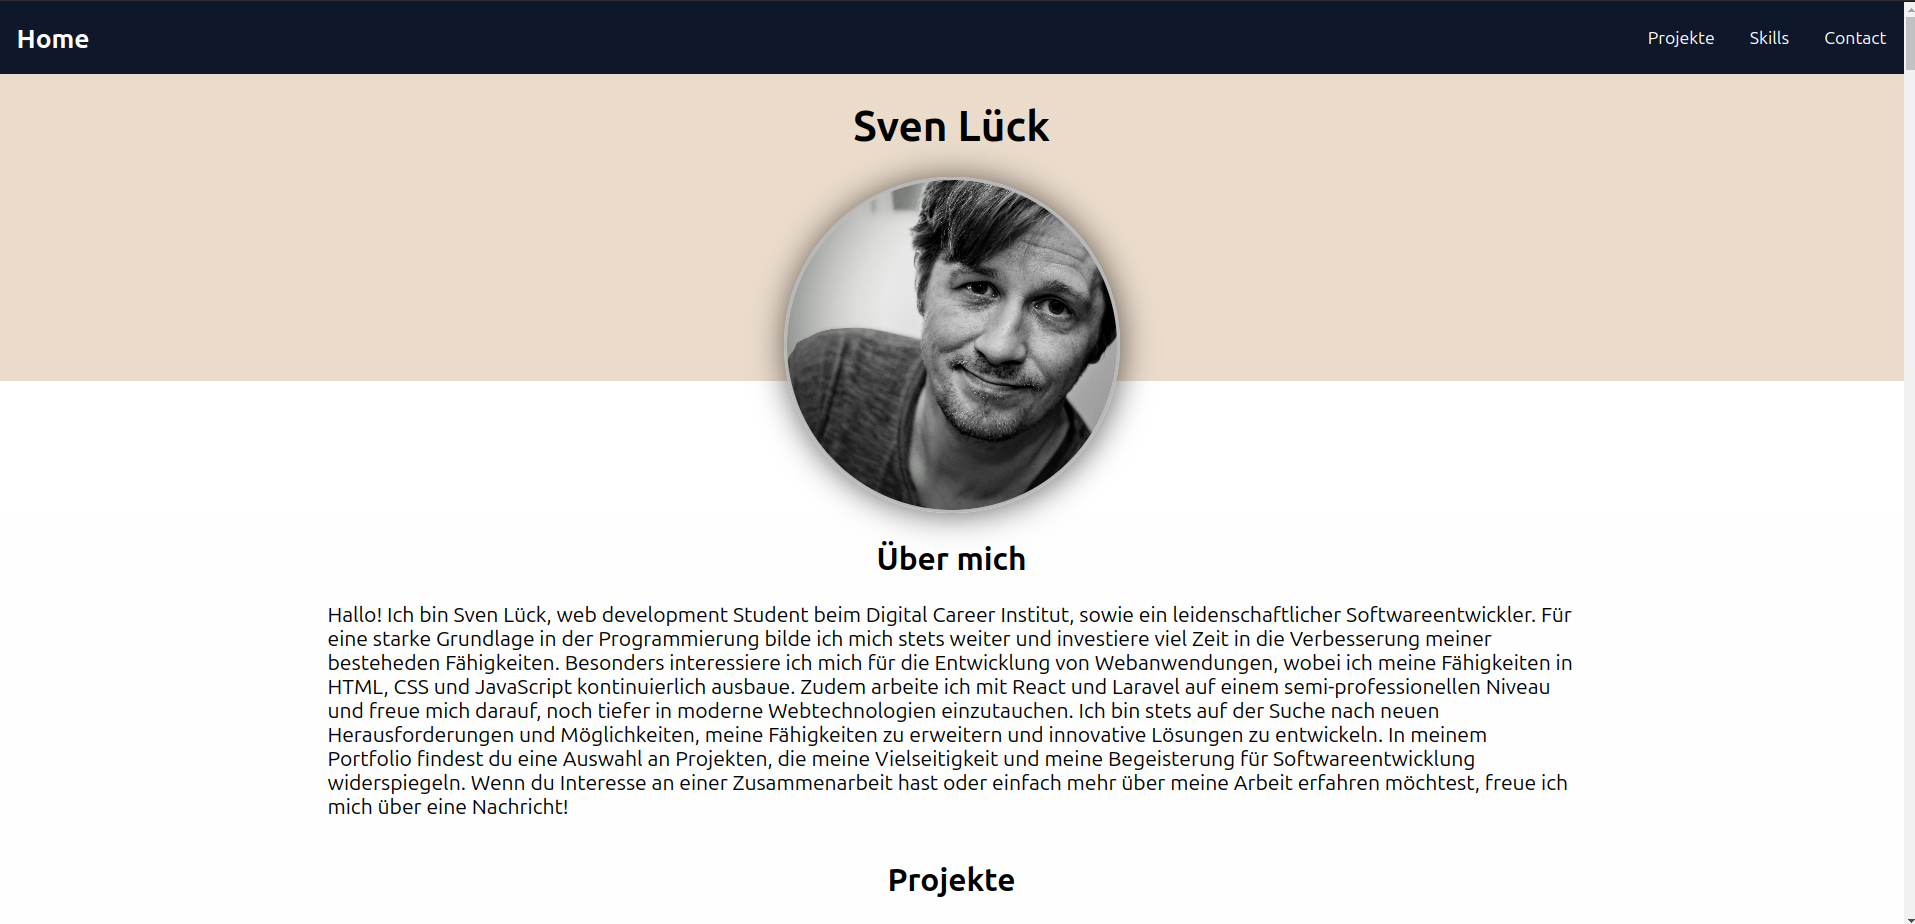 Home
Projekte
Skills
Contact
Sven Lück
Über mich
Hallo! Ich bin Sven Lück, web development Student beim Digital Career Institut, sowie ein leidenschaftlicher Softwareentwickler. Für
eine starke Grundlage in der Programmierung bilde ich mich stets weiter und investiere viel Zeit in die Verbesserung meiner
besteheden Fähigkeiten. Besonders interessiere ich mich für die Entwicklung von Webanwendungen, wobei ich meine Fähigkeiten in
HTML, CSS und JavaScript kontinuierlich ausbaue. Zudem arbeite ich mit React und Laravel auf einem semi-professionellen Niveau
und freue mich darauf, noch tiefer in moderne Webtechnologien einzutauchen. Ich bin stets auf der Suche nach neuen
Herausforderungen und Möglichkeiten, meine Fähigkeiten zu erweitern und innovative Lösungen zu entwickeln. In meinem
Portfolio findest du eine Auswahl an Projekten, die meine Vielseitigkeit und meine Begeisterung für Softwareentwicklung
widerspiegeln. Wenn du Interesse an einer Zusammenarbeit hast oder einfach mehr über meine Arbeit erfahren möchtest, freue ich
mich über eine Nachricht!
Projekte